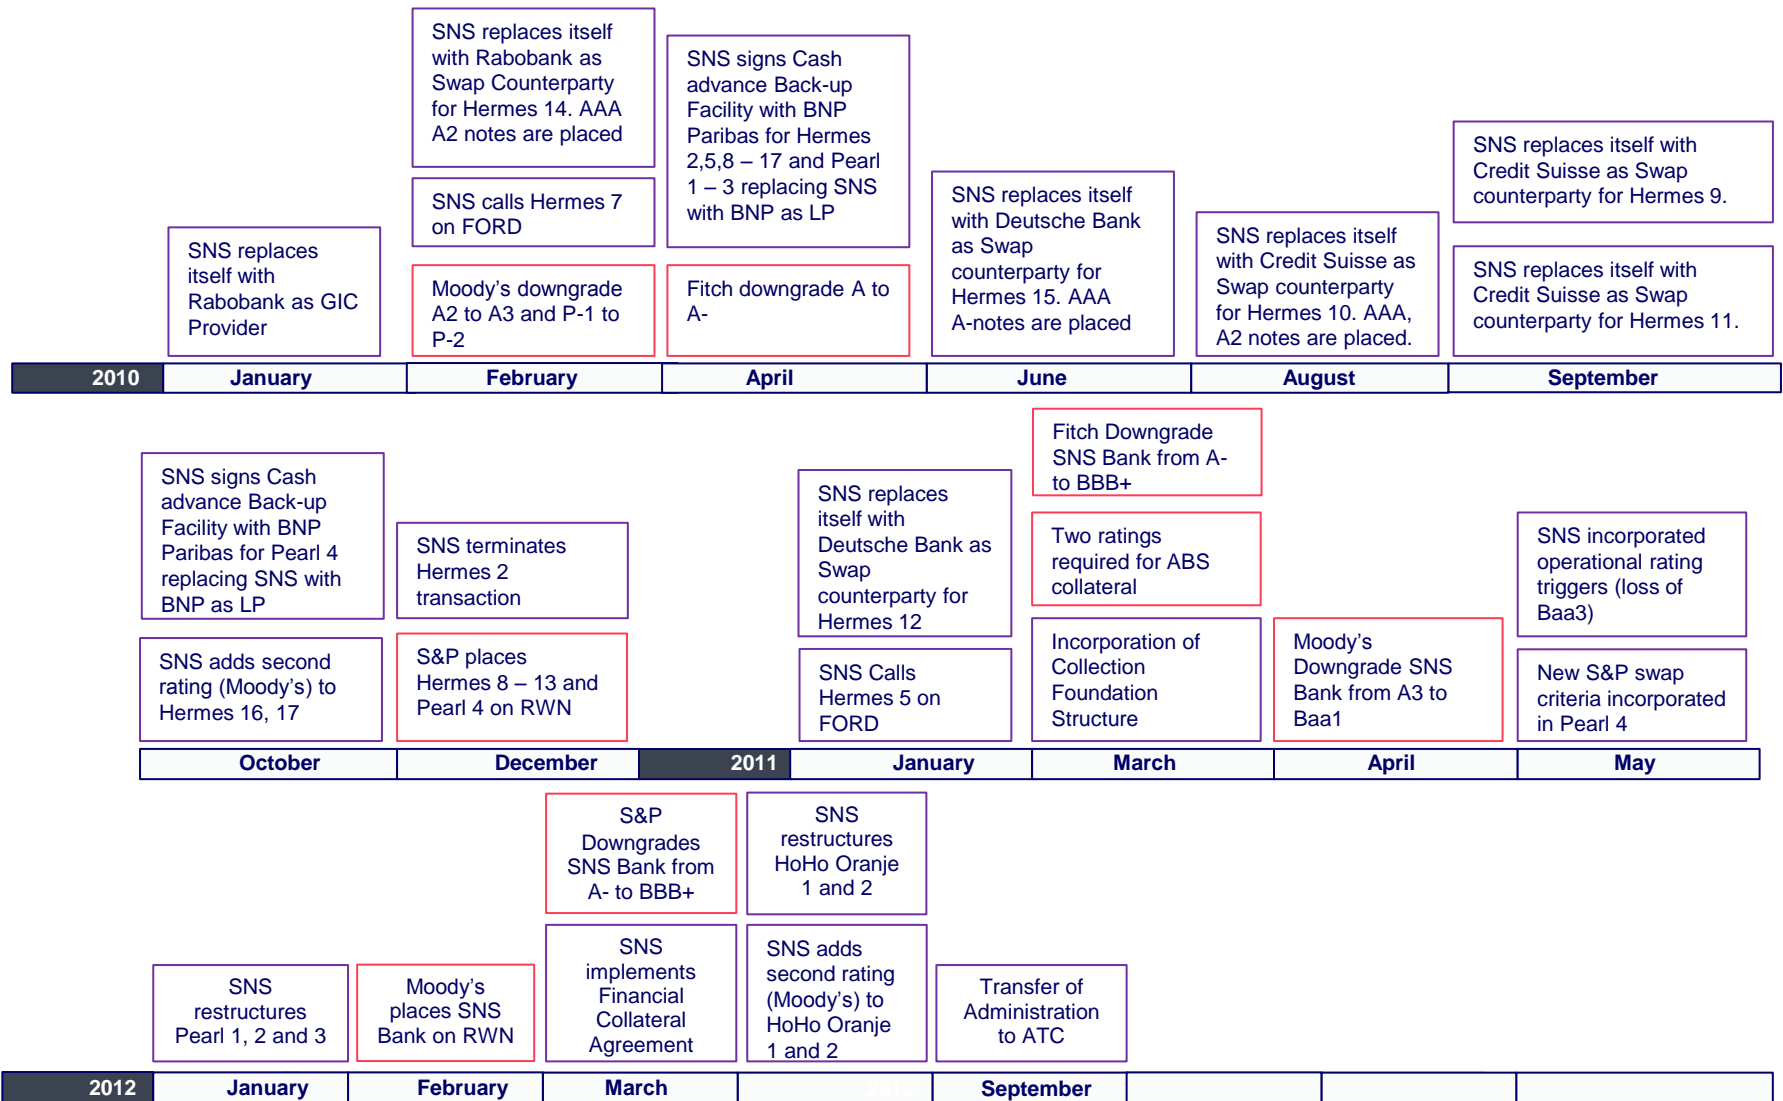 SNS replaces
itself with
Rabobank as GIC
Provider
SNS replaces itself
with Rabobank as
Swap Counterparty
for Hermes 14. AAA
A2 notes are placed
SNS calls Hermes 7
on FORD
Moody’s downgrade
A2 to A3 and P-1 to
P-2
SNS signs Cash
advance Back-up
Facility with BNP
Paribas for Hermes
2,5,8 – 17 and Pearl
1 – 3 replacing SNS
with BNP as LP
Fitch downgrade A to
A-
SNS replaces itself
with Deutsche Bank
as Swap
counterparty for
Hermes 15. AAA
A-notes are placed
SNS replaces itself
with Credit Suisse as
Swap counterparty
for Hermes 10. AAA,
A2 notes are placed.
SNS replaces itself with
Credit Suisse as Swap
counterparty for Hermes 9.
SNS replaces itself with
Credit Suisse as Swap
counterparty for Hermes 11.
2010 January February April June August September
SNS signs Cash
advance Back-up
Facility with BNP
Paribas for Pearl 4
replacing SNS with
BNP as LP
SNS adds second
rating (Moody’s) to
Hermes 16, 17
SNS terminates
Hermes 2
transaction
S&P places
Hermes 8 – 13 and
Pearl 4 on RWN
SNS replaces
itself with
Deutsche Bank as
Swap
counterparty for
Hermes 12
SNS Calls
Hermes 5 on
FORD
Fitch Downgrade
SNS Bank from A-
to BBB+
Two ratings
required for ABS
collateral
Incorporation of
Collection
Foundation
Structure
Moody’s
Downgrade SNS
Bank from A3 to
Baa1
SNS incorporated
operational rating
triggers (loss of
Baa3)
New S&P swap
criteria incorporated
in Pearl 4
October December 2011 January March April May
SNS
restructures
Pearl 1, 2 and 3
Moody’s
places SNS
Bank on RWN
S&P
Downgrades
SNS Bank from
A- to BBB+
SNS
implements
Financial
Collateral
Agreement
SNS
restructures
HoHo Oranje
1 and 2
SNS adds
second rating
(Moody’s) to
HoHo Oranje
1 and 2
Transfer of
Administration
to ATC
2012 January February March 2012 September